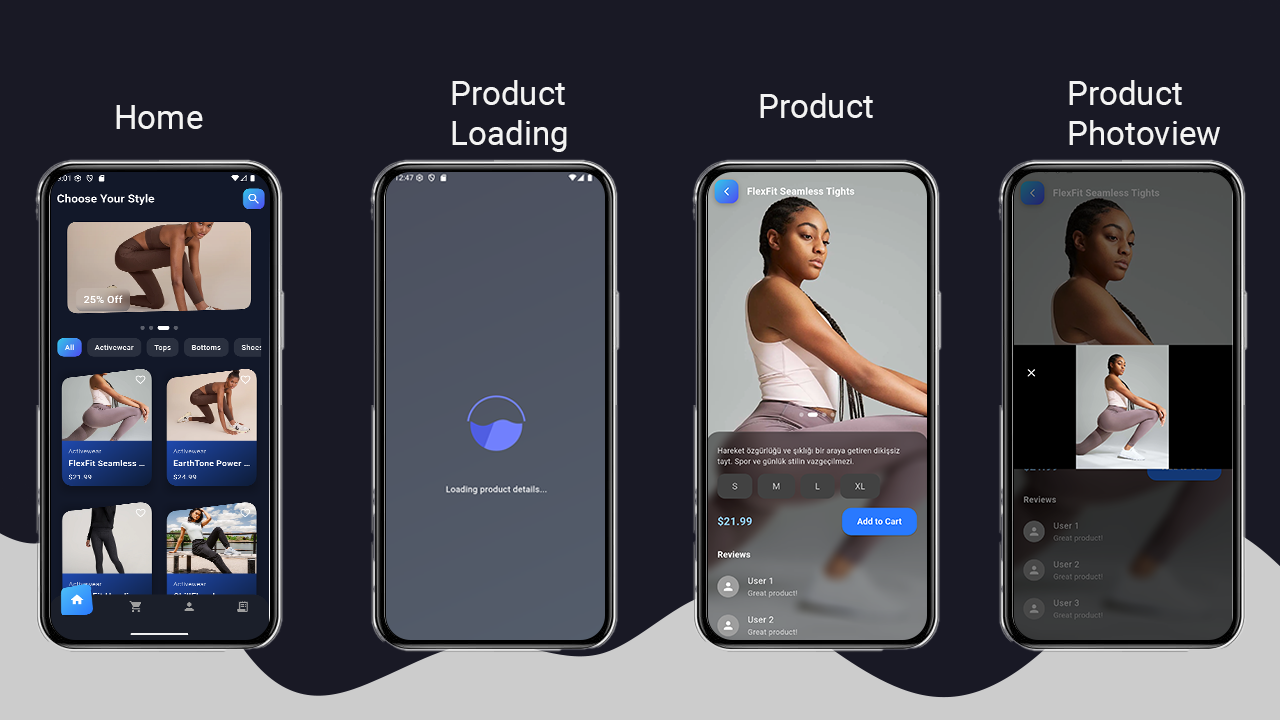 Home
Product
Loading
Product
Product
Photoview
9:01
Choose Your Style
25% Off
All Activewear Tops Bottoms Shoes
Activewear
FlexFit Seamless ...
$21.99
Activewear
EarthTone Power ...
$24.99
Activewear
Activewear
12:47
Loading product details...
FlexFit Seamless Tights
Hareket özgürlüğü ve şıklığı bir araya getiren dikişsiz
tayt. Spor ve günlük stilin vazgeçilmezi.
S M L XL
$21.99 Add to Cart
Reviews
User 1
Great product!
User 2
Great product!
FlexFit Seamless Tights
Reviews
User 1
Great product!
User 2
Great product!
User 3
Great product!